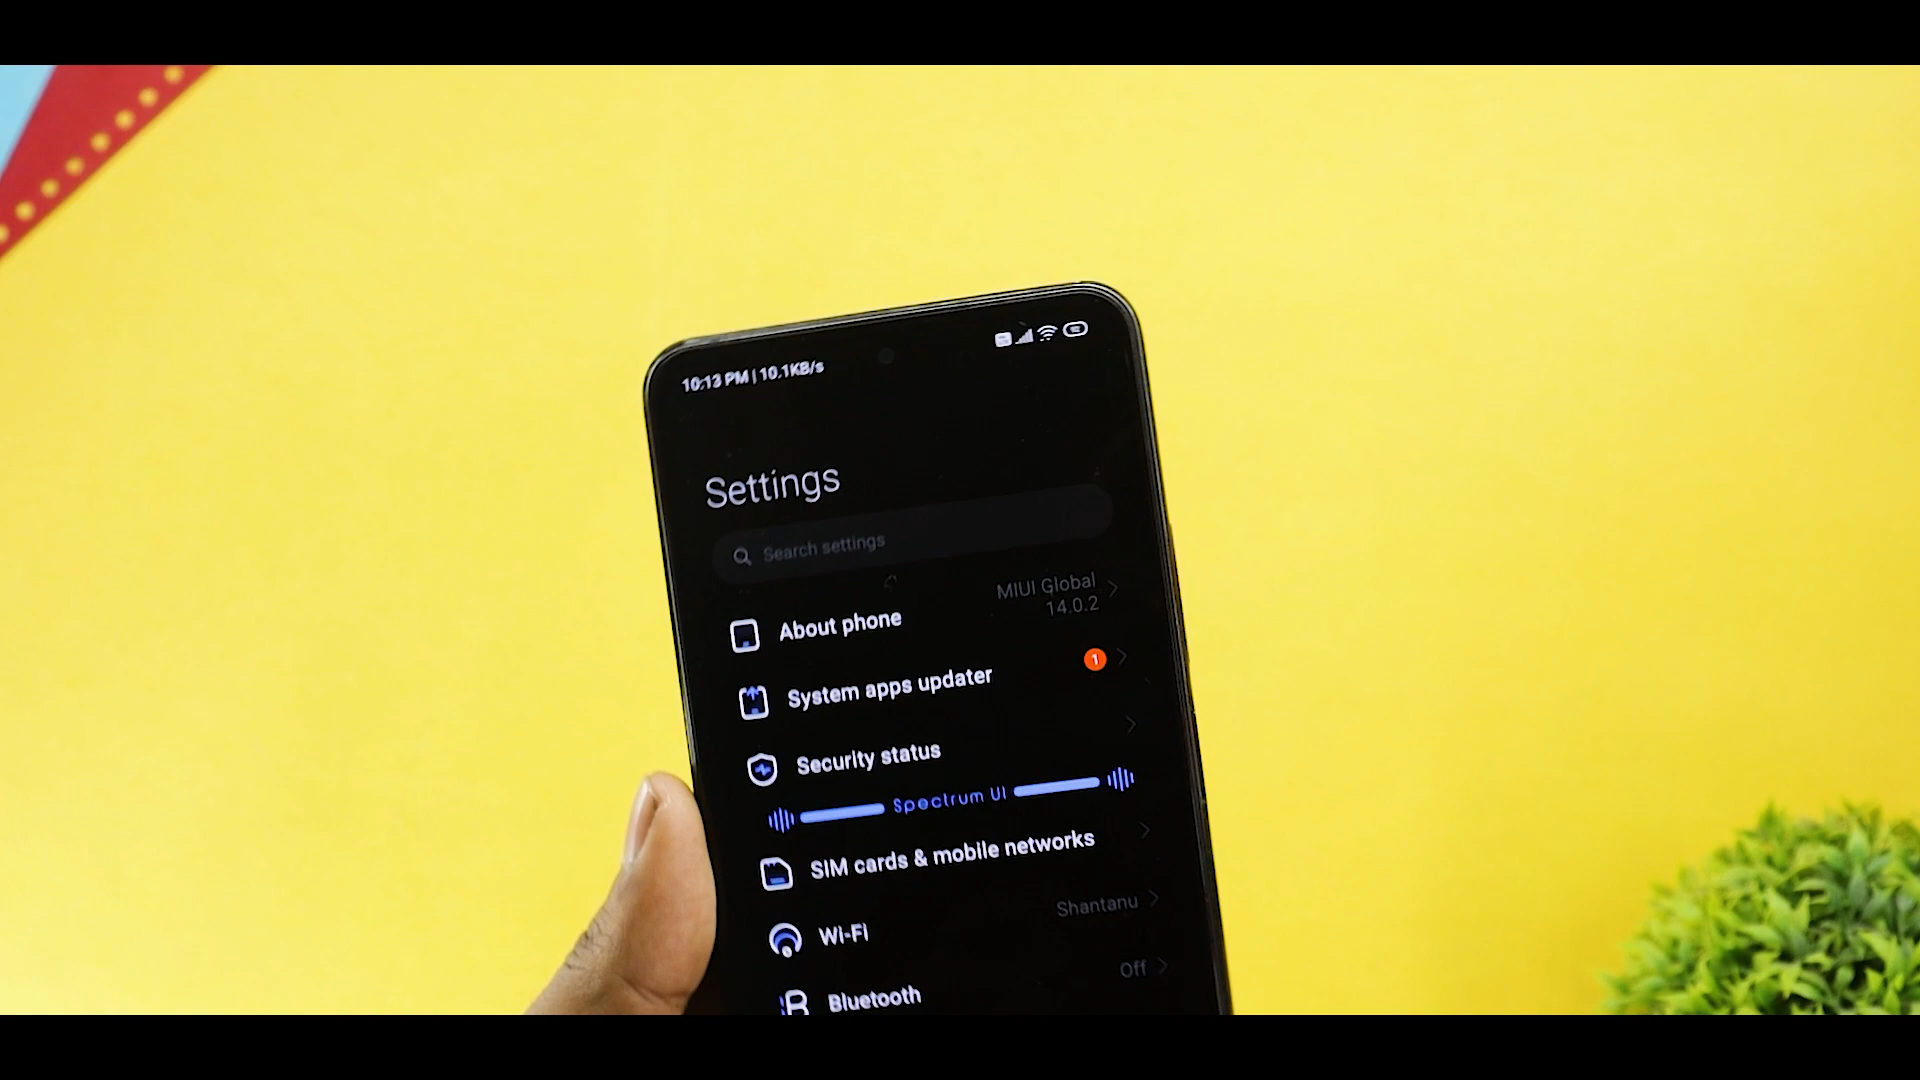 10:13 PM | 10.1KB/s
Settings
Search settings
About phone
MIUI Global
14.0.2
System apps updater
1
Security status
Spectrum UI
SIM cards & mobile networks
Wi-Fi
Shantanu
Bluetooth
Off